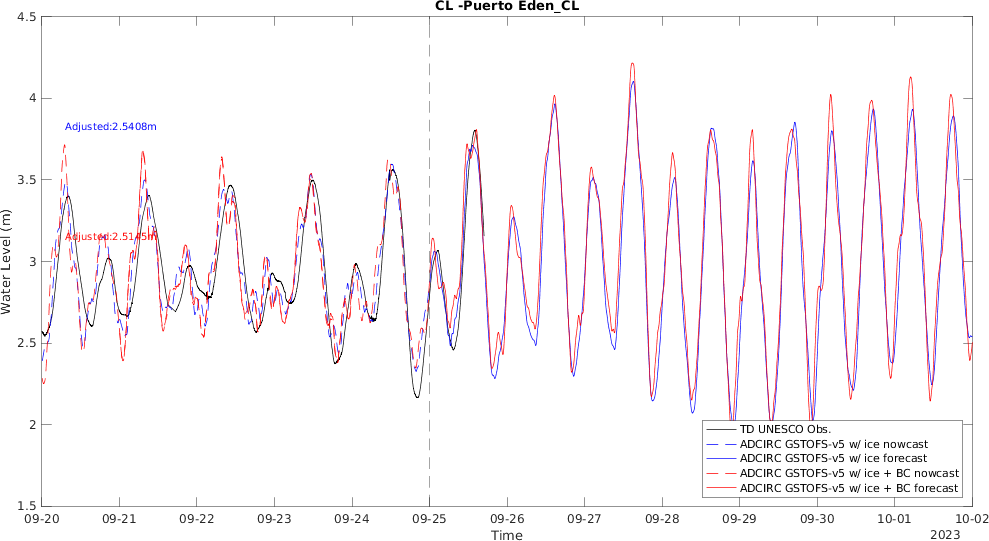 CL -Puerto Eden_CL
4.5
4
3.5
3
2.5
2
1.5
Water Level (m)
Adjusted:2.5408m
Adjusted:2.5145m
TD UNESCO Obs.
ADCIRC GSTOFS-v5 w/ ice nowcast
ADCIRC GSTOFS-v5 w/ ice forecast
ADCIRC GSTOFS-v5 w/ ice + BC nowcast
ADCIRC GSTOFS-v5 w/ ice + BC forecast
09-20 09-21 09-22 09-23 09-24 09-25 09-26 09-27 09-28 09-29 09-30 10-01 10-02
Time
2023